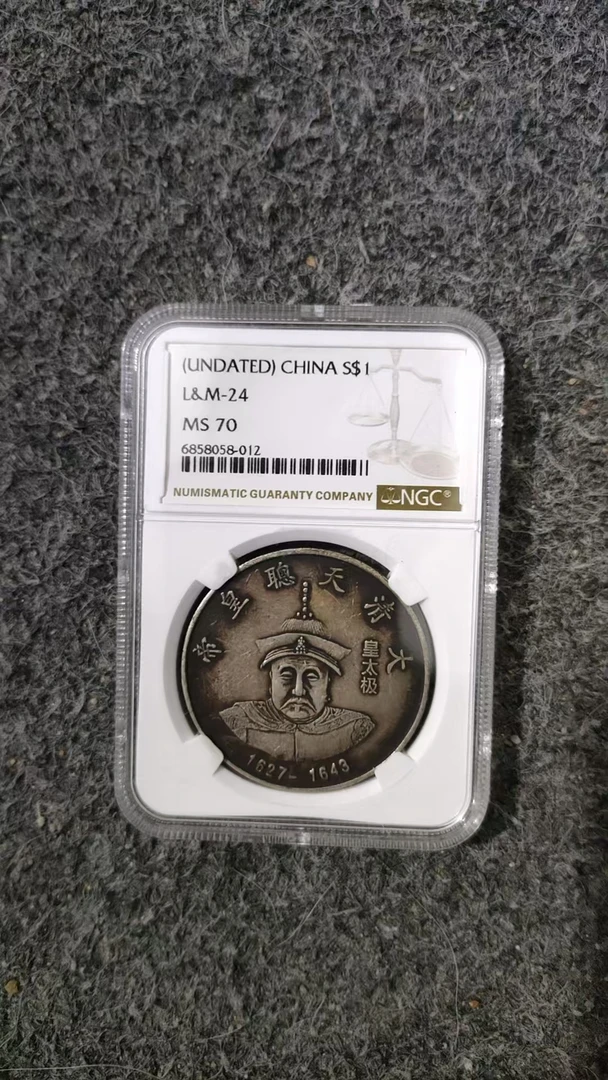 (UNDATED) CHINA S$1
L&M-24
MS 70
6858058-012
NUMISMATIC GUARANTY COMPANY NGC®
大清天聰皇帝
皇太极
1627-1643